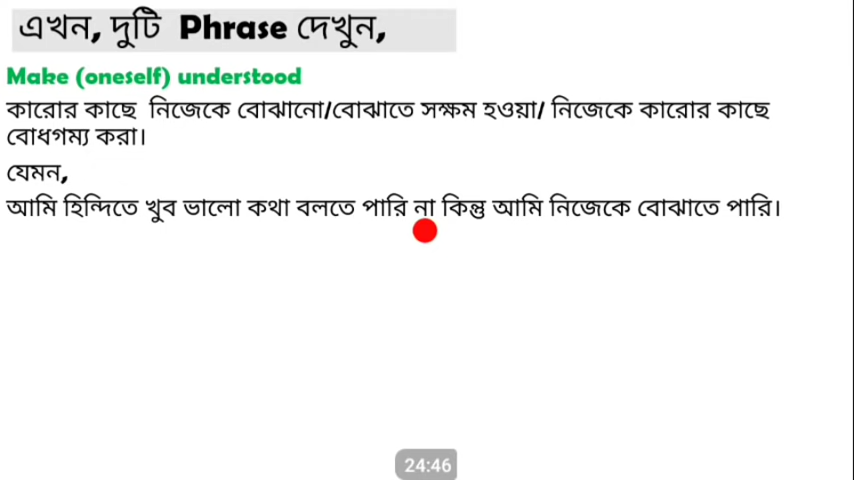 এখন, দুটি Phrase দেখুন,
Make (oneself) understood
কারোর কাছে নিজেকে বোঝানো/বোঝাতে সক্ষম হওয়া/ নিজেকে কারোর কাছে
বোধগম্য করা।
যেমন,
আমি হিন্দিতে খুব ভালো কথা বলতে পারি না কিন্তু আমি নিজেকে বোঝাতে পারি।
24:46